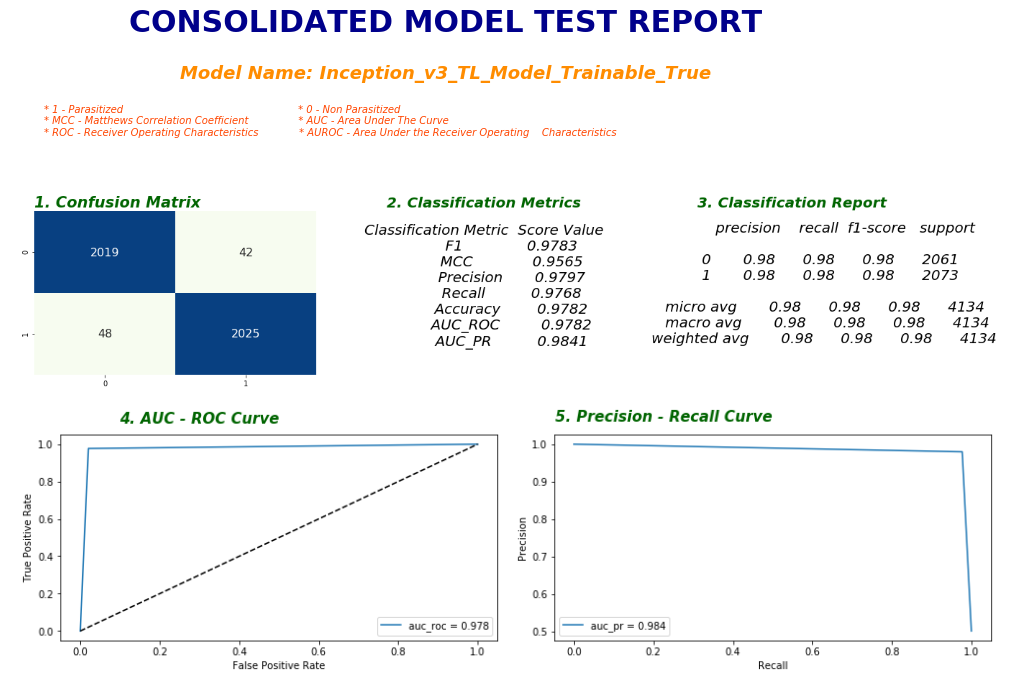 CONSOLIDATED MODEL TEST REPORT
Model Name: Inception_v3_TL_Model_Trainable_True
* 1 - Parasitized * 0 - Non Parasitized
* MCC - Matthews Correlation Coefficient * AUC - Area Under The Curve
* ROC - Receiver Operating Characteristics * AUROC - Area Under the Receiver Operating Characteristics
1. Confusion Matrix
0 2019 42
1 48 2025
0 1
2. Classification Metrics
Classification Metric Score Value
F1 0.9783
MCC 0.9565
Precision 0.9797
Recall 0.9768
Accuracy 0.9782
AUC_ROC 0.9782
AUC_PR 0.9841
3. Classification Report
precision recall f1-score support
0 0.98 0.98 0.98 2061
1 0.98 0.98 0.98 2073
micro avg 0.98 0.98 0.98 4134
macro avg 0.98 0.98 0.98 4134
weighted avg 0.98 0.98 0.98 4134
4. AUC - ROC Curve
True Positive Rate
1.0
0.8
0.6
0.4
0.2
0.0
auc_roc = 0.978
0.0 0.2 0.4 0.6 0.8 1.0
False Positive Rate
5. Precision - Recall Curve
Precision
1.0
0.9
0.8
0.7
0.6
0.5
auc_pr = 0.984
0.0 0.2 0.4 0.6 0.8 1.0
Recall